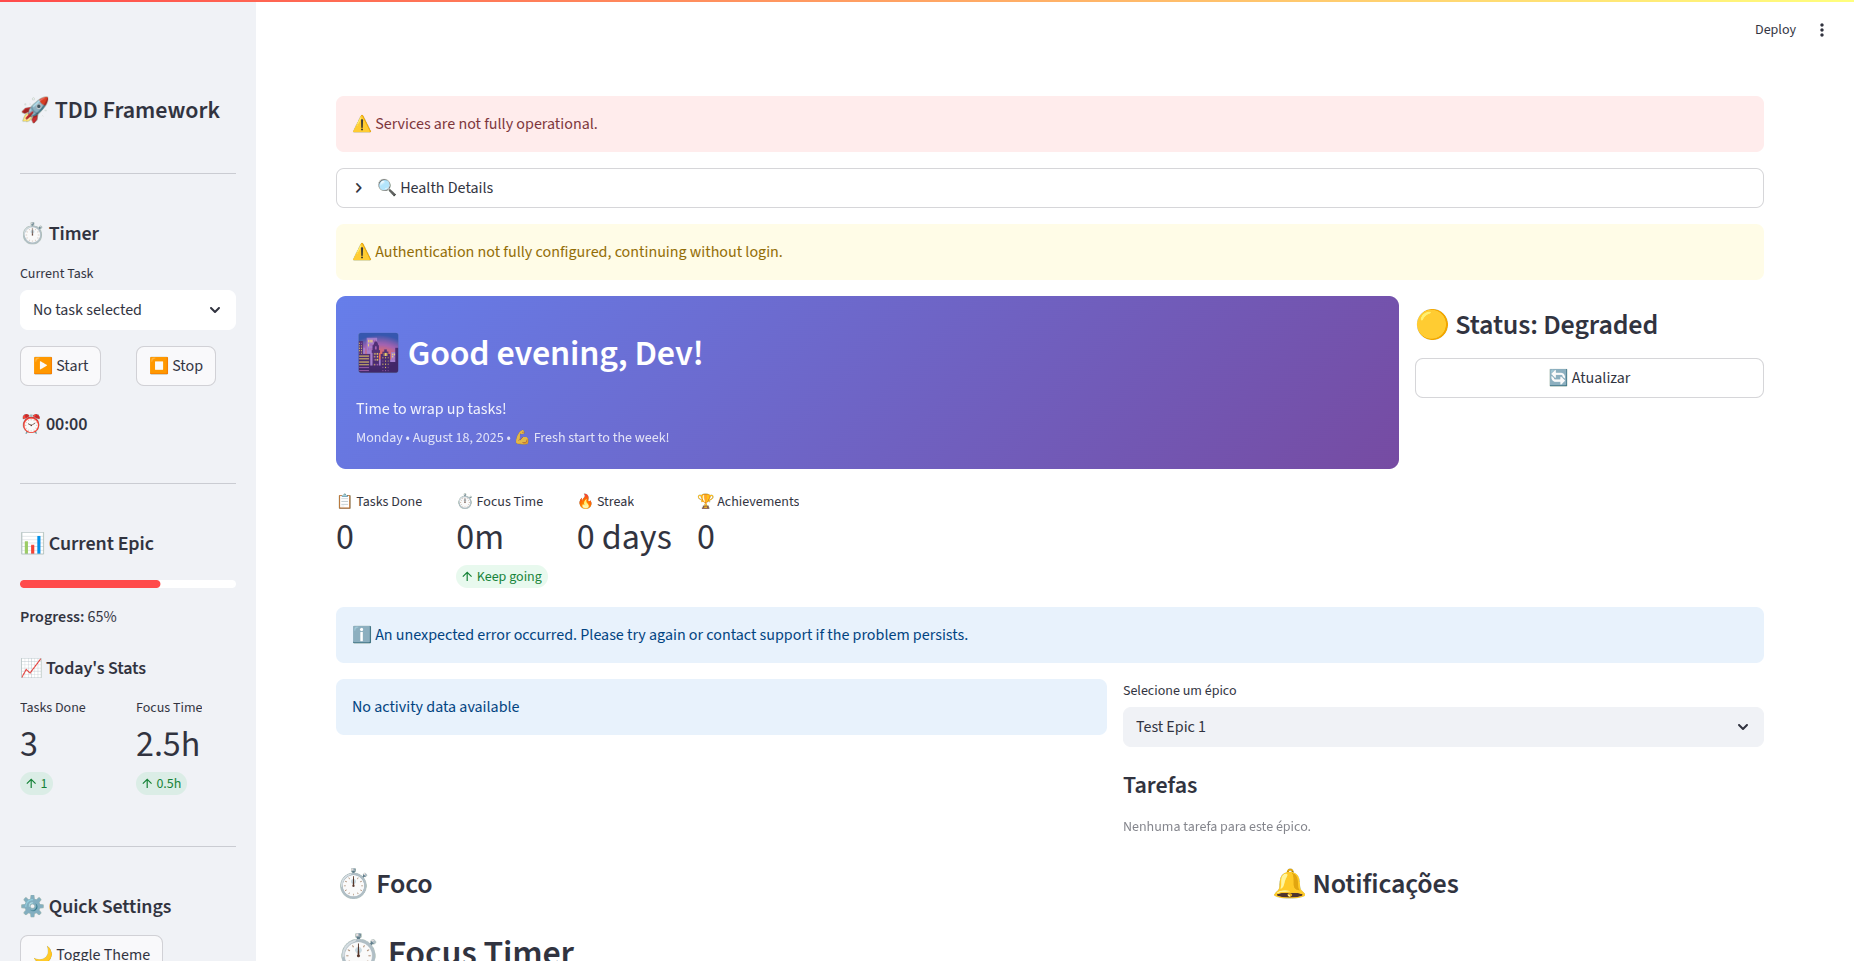 Deploy
🚀 TDD Framework
⏱️ Timer
Current Task
No task selected
▶️ Start
⏹️ Stop
⏰ 00:00
📊 Current Epic
Progress: 65%
📈 Today's Stats
Tasks Done
Focus Time
3
2.5h
↑ 1
↑ 0.5h
⚙️ Quick Settings
🌙 Toggle Theme
⚠️ Services are not fully operational.
🔍 Health Details
⚠️ Authentication not fully configured, continuing without login.
🌆 Good evening, Dev!
Time to wrap up tasks!
Monday • August 18, 2025 • 💪 Fresh start to the week!
🟡 Status: Degraded
🔄 Atualizar
📋 Tasks Done
⏱️ Focus Time
🔥 Streak
🏆 Achievements
0
0m
0 days
0
↑ Keep going
ℹ️ An unexpected error occurred. Please try again or contact support if the problem persists.
No activity data available
Selecione um épico
Test Epic 1
Tarefas
Nenhuma tarefa para este épico.
⏱️ Foco
🔔 Notificações
⏱️ Focus Timer